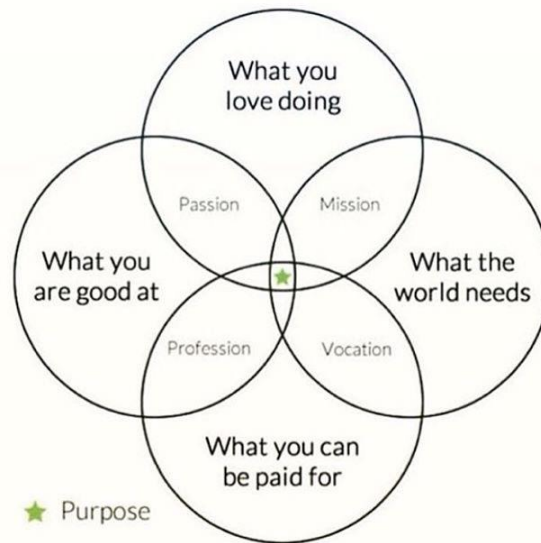 What you
love doing
Passion
Mission
What you
are good at
What the
world needs
Profession
Vocation
What you can
be paid for
Purpose